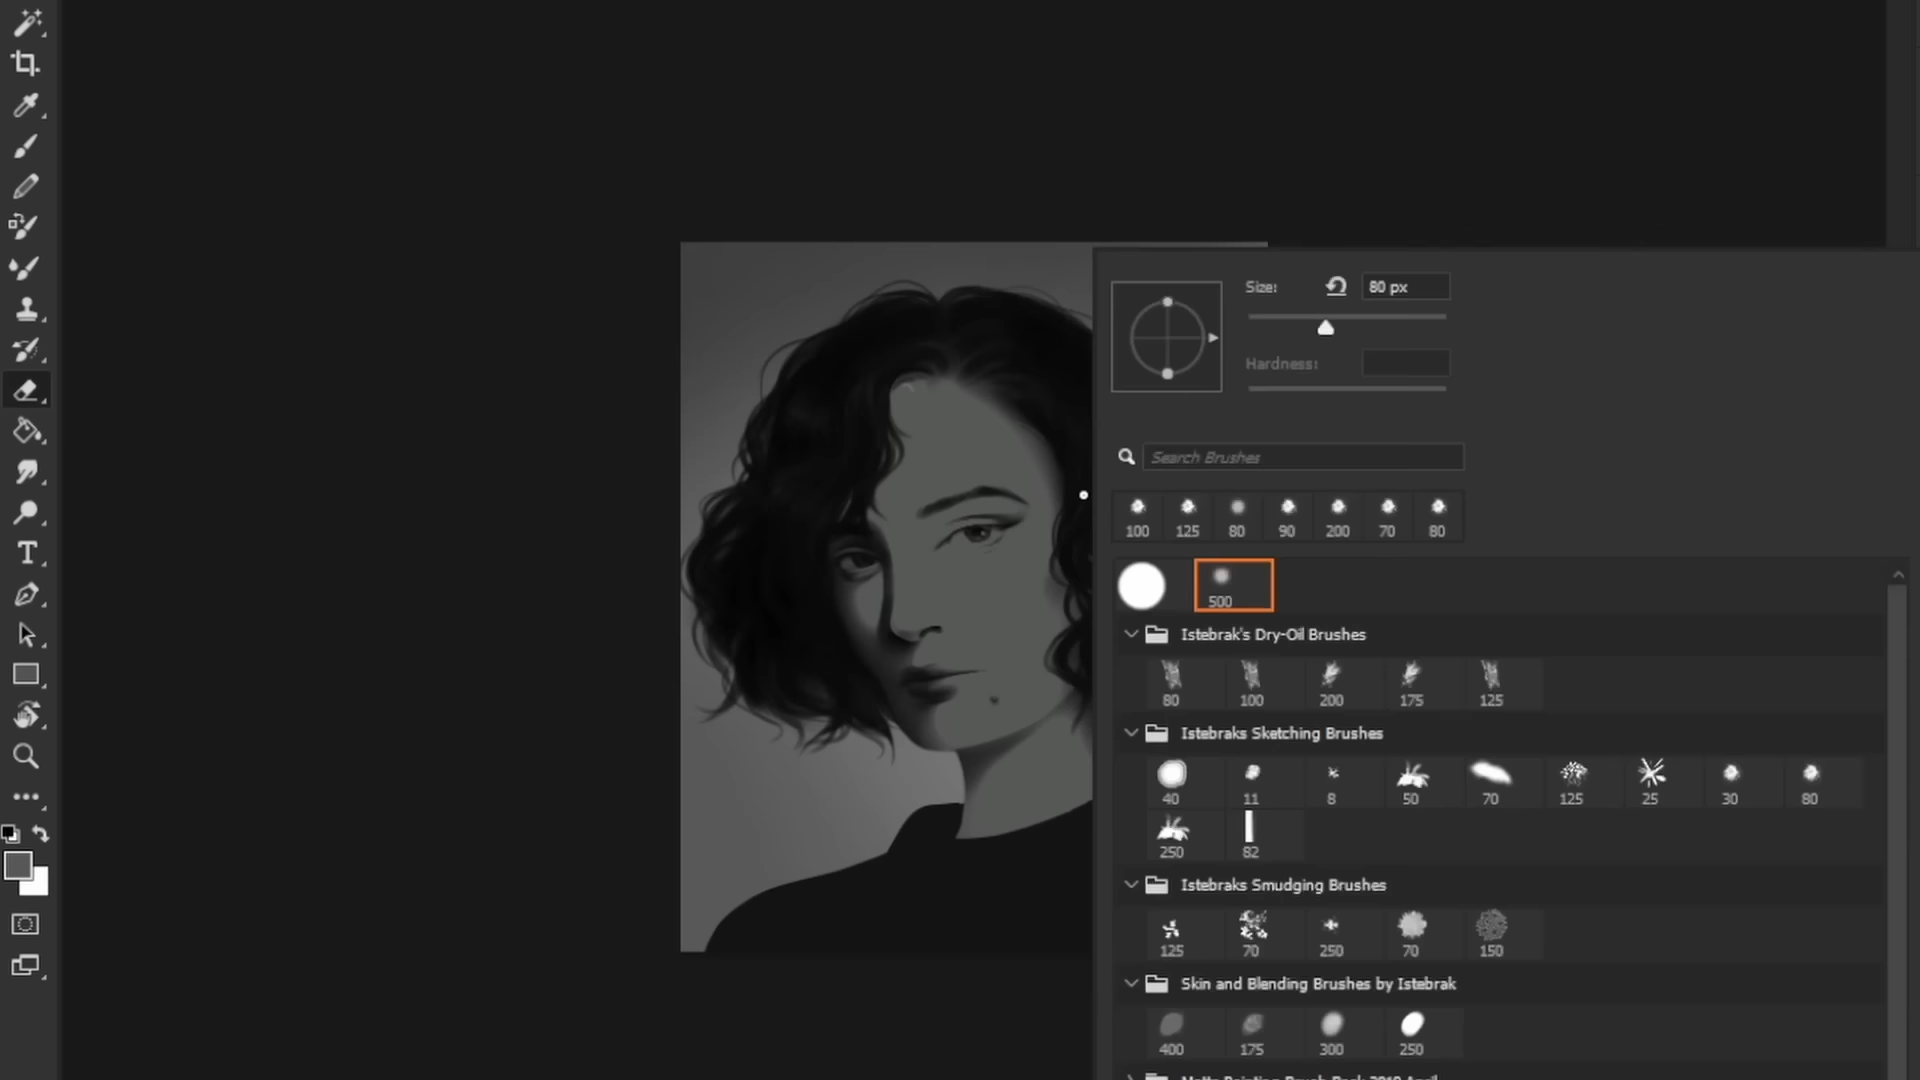 Size:
80 px
Hardness:
Search Brushes
100 125 80 90 200 70 80
500
Istebrak's Dry-Oil Brushes
80 100 200 175 125
Istebraks Sketching Brushes
40 11 8 50 70 125 25 30 80
250 82
Istebraks Smudging Brushes
125 70 250 70 150
Skin and Blending Brushes by Istebrak
400 175 300 250